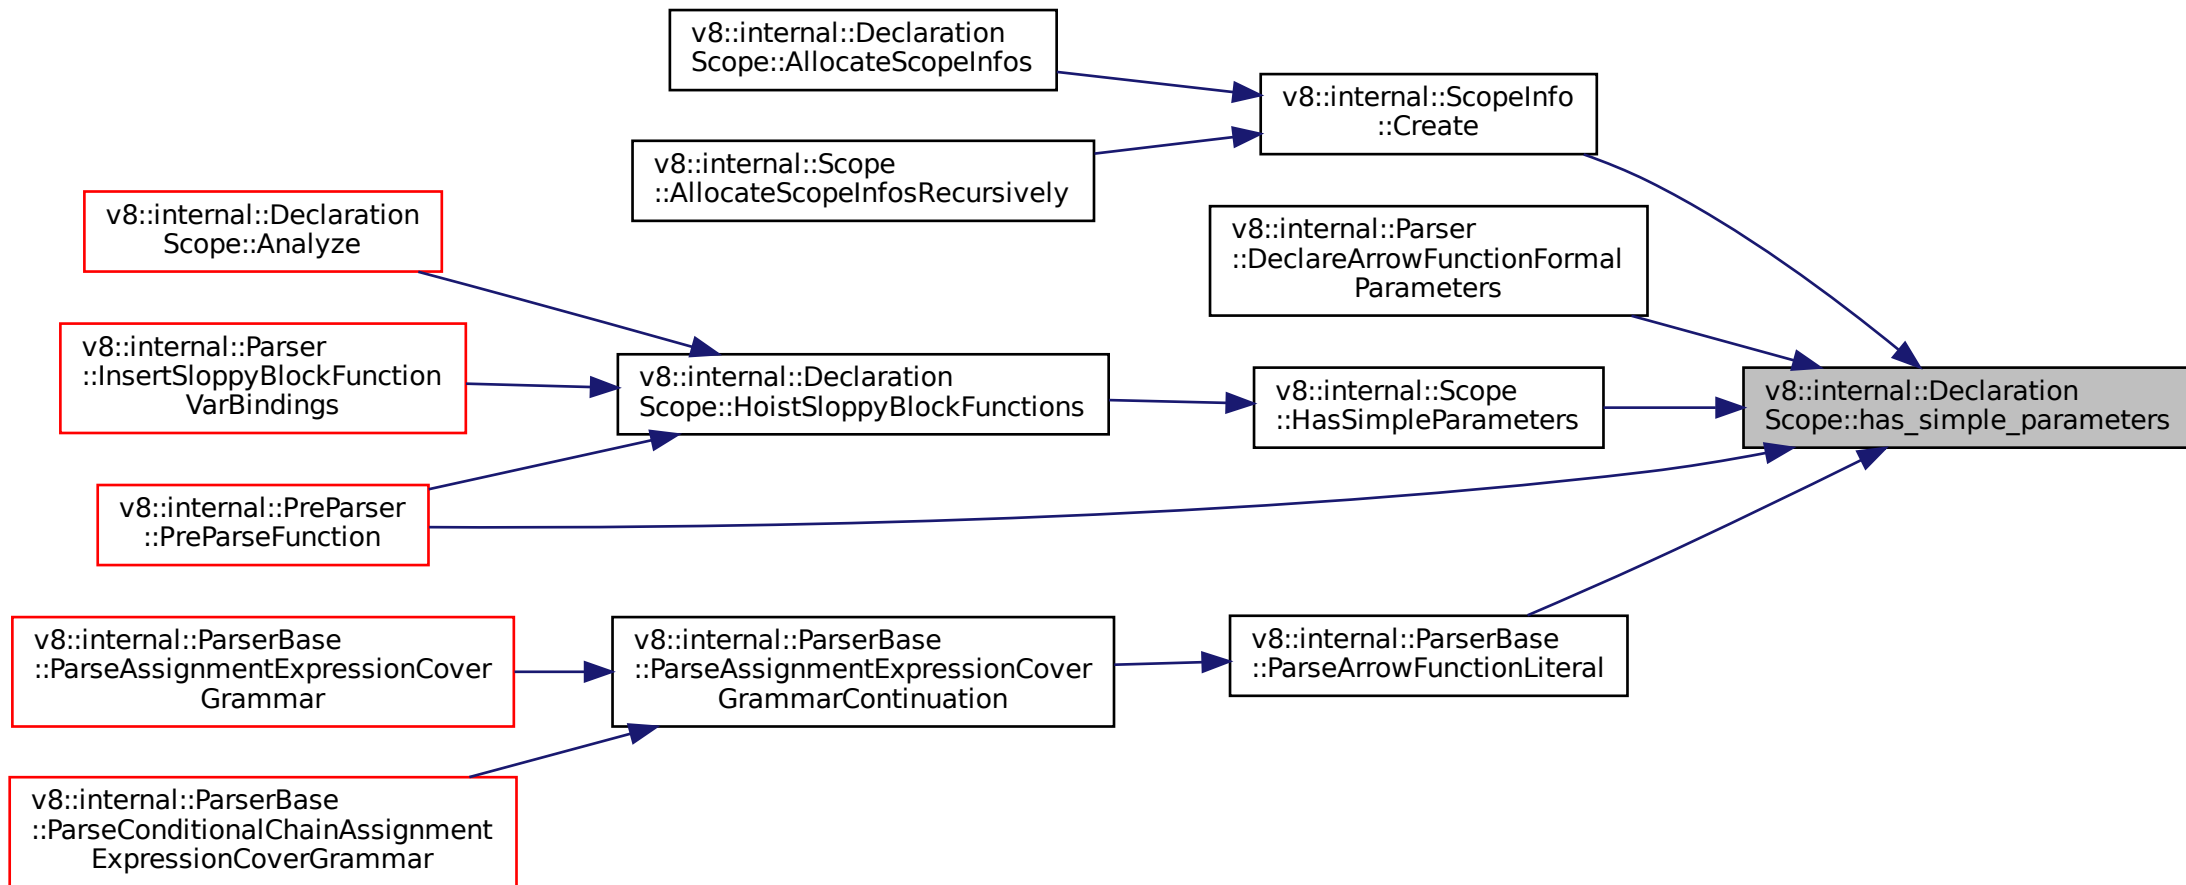 v8::internal::Declaration
Scope::AllocateScopeInfos
v8::internal::ScopeInfo
::Create
v8::internal::Scope
::AllocateScopeInfosRecursively
v8::internal::Declaration
Scope::Analyze
v8::internal::Parser
::DeclareArrowFunctionFormal
Parameters
v8::internal::Parser
::InsertSloppyBlockFunction
VarBindings
v8::internal::Declaration
Scope::HoistSloppyBlockFunctions
v8::internal::Scope
::HasSimpleParameters
v8::internal::Declaration
Scope::has_simple_parameters
v8::internal::PreParser
::PreParseFunction
v8::internal::ParserBase
::ParseAssignmentExpressionCover
Grammar
v8::internal::ParserBase
::ParseAssignmentExpressionCover
GrammarContinuation
v8::internal::ParserBase
::ParseArrowFunctionLiteral
v8::internal::ParserBase
::ParseConditionalChainAssignment
ExpressionCoverGrammar